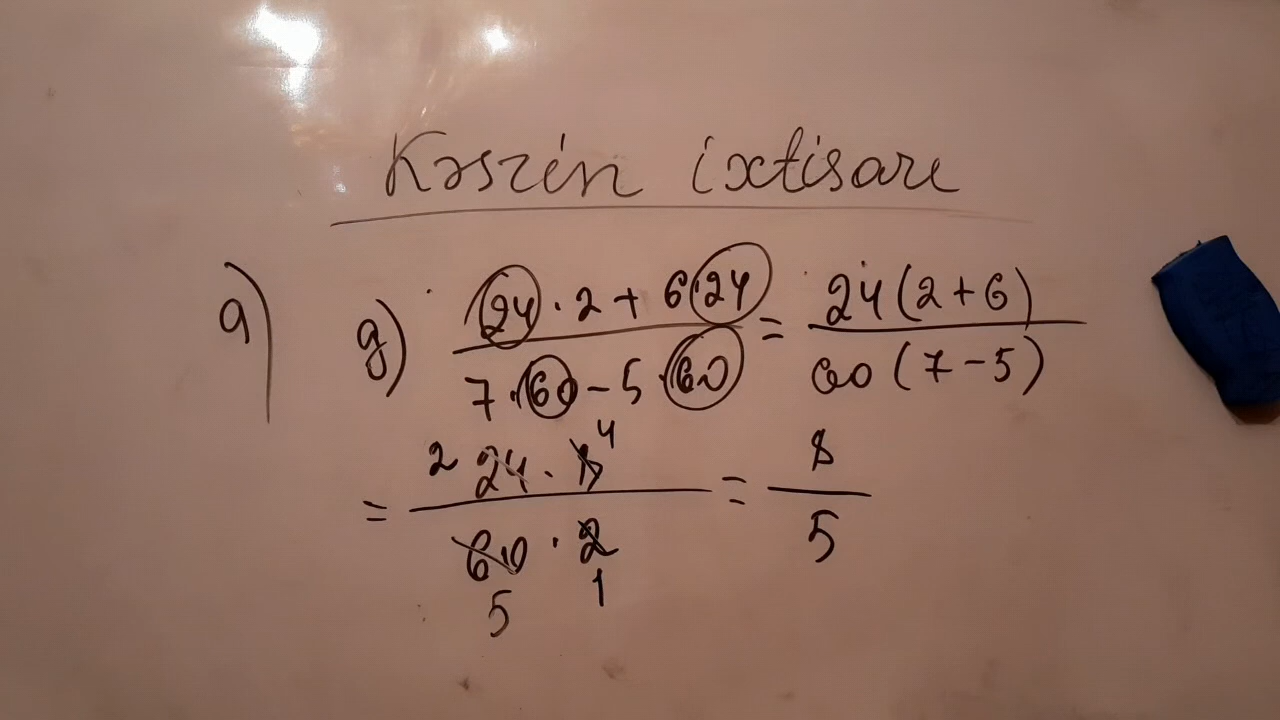 Kəsrin ixtisarı
9) g) 24 · 2 + 6 · 24 / 7 · 60 - 5 · 60 = 24 (2 + 6) / 60 (7 - 5)
= 2 24 · 8 4 / 60 · 2 = 8 / 5
5 1